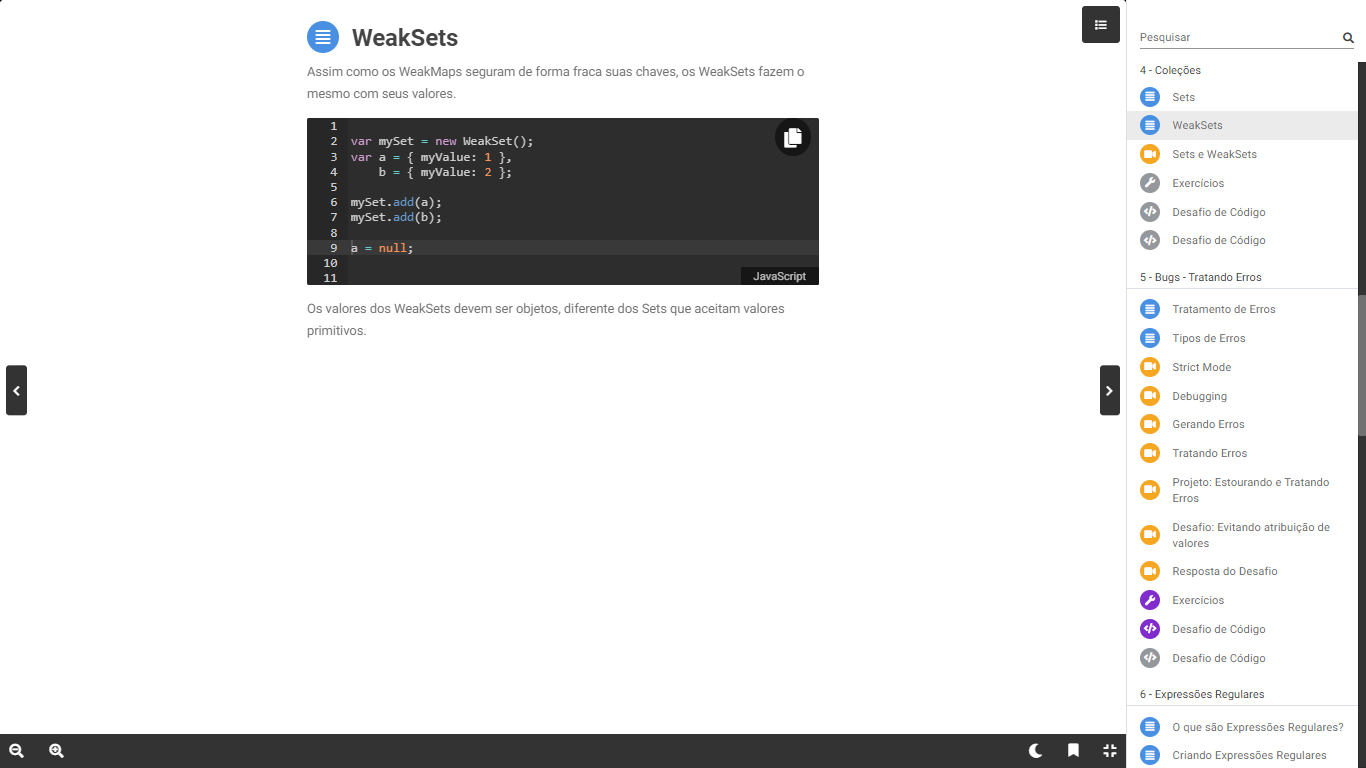 WeakSets
Assim como os WeakMaps seguram de forma fraca suas chaves, os WeakSets fazem o
mesmo com seus valores.
1
2 var mySet = new WeakSet();
3 var a = { myValue: 1 },
4     b = { myValue: 2 };
5
6 mySet.add(a);
7 mySet.add(b);
8
9 a = null;
10
11
JavaScript
Os valores dos WeakSets devem ser objetos, diferente dos Sets que aceitam valores
primitivos.
Pesquisar
4 - Coleções
Sets
WeakSets
Sets e WeakSets
Exercícios
Desafio de Código
Desafio de Código
5 - Bugs - Tratando Erros
Tratamento de Erros
Tipos de Erros
Strict Mode
Debugging
Gerando Erros
Tratando Erros
Projeto: Estourando e Tratando
Erros
Desafio: Evitando atribuição de
valores
Resposta do Desafio
Exercícios
Desafio de Código
Desafio de Código
6 - Expressões Regulares
O que são Expressões Regulares?
Criando Expressões Regulares